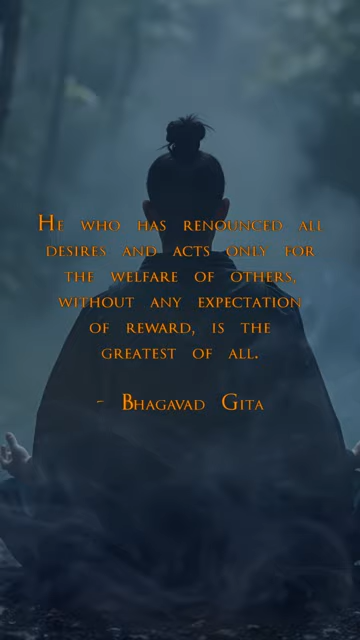 He who has renounced all
desires and acts only for
the welfare of others,
without any expectation
of reward, is the
greatest of all.
- Bhagavad Gita